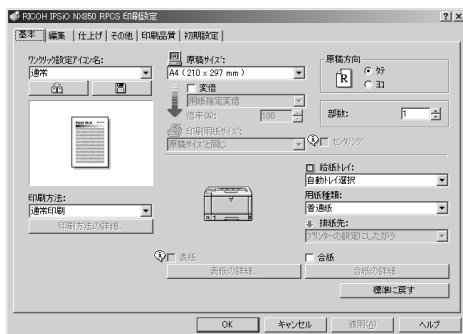 RICOH IPSiO NX850 RPCS 印刷設定
基本 編集 仕上げ その他 印刷品質 初期設定
ワンクリック設定アイコン名:
通常
印刷方法:
通常印刷
印刷方法の詳細...
原稿サイズ:
A4 (210 x 297 mm)
変倍
用紙指定変倍
倍率(%): 100
印刷用紙サイズ:
原稿サイズと同じ
原稿方向
R
タテ
ヨコ
部数: 1
センタリング
給紙トレイ:
自動トレイ選択
用紙種類:
普通紙
排紙先:
プリンターの設定にしたがう
表紙
表紙の詳細...
合紙
合紙の詳細...
標準に戻す
OK キャンセル 適用(A) ヘルプ